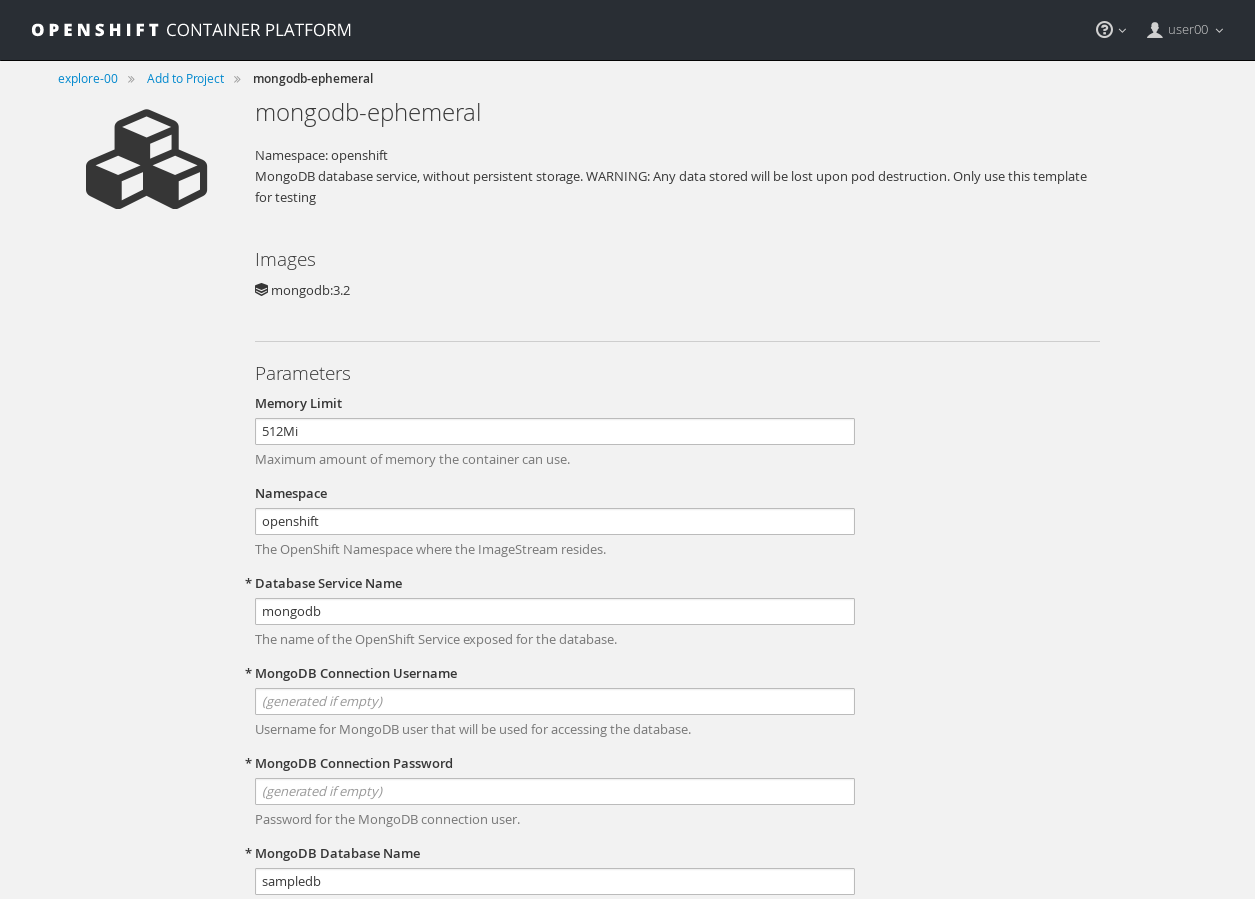 OPENSHIFT CONTAINER PLATFORM
user00
explore-00 » Add to Project » mongodb-ephemeral
mongodb-ephemeral
Namespace: openshift
MongoDB database service, without persistent storage. WARNING: Any data stored will be lost upon pod destruction. Only use this template
for testing
Images
mongodb:3.2
Parameters
Memory Limit
512Mi
Maximum amount of memory the container can use.
Namespace
openshift
The OpenShift Namespace where the ImageStream resides.
* Database Service Name
mongodb
The name of the OpenShift Service exposed for the database.
* MongoDB Connection Username
(generated if empty)
Username for MongoDB user that will be used for accessing the database.
* MongoDB Connection Password
(generated if empty)
Password for the MongoDB connection user.
* MongoDB Database Name
sampledb